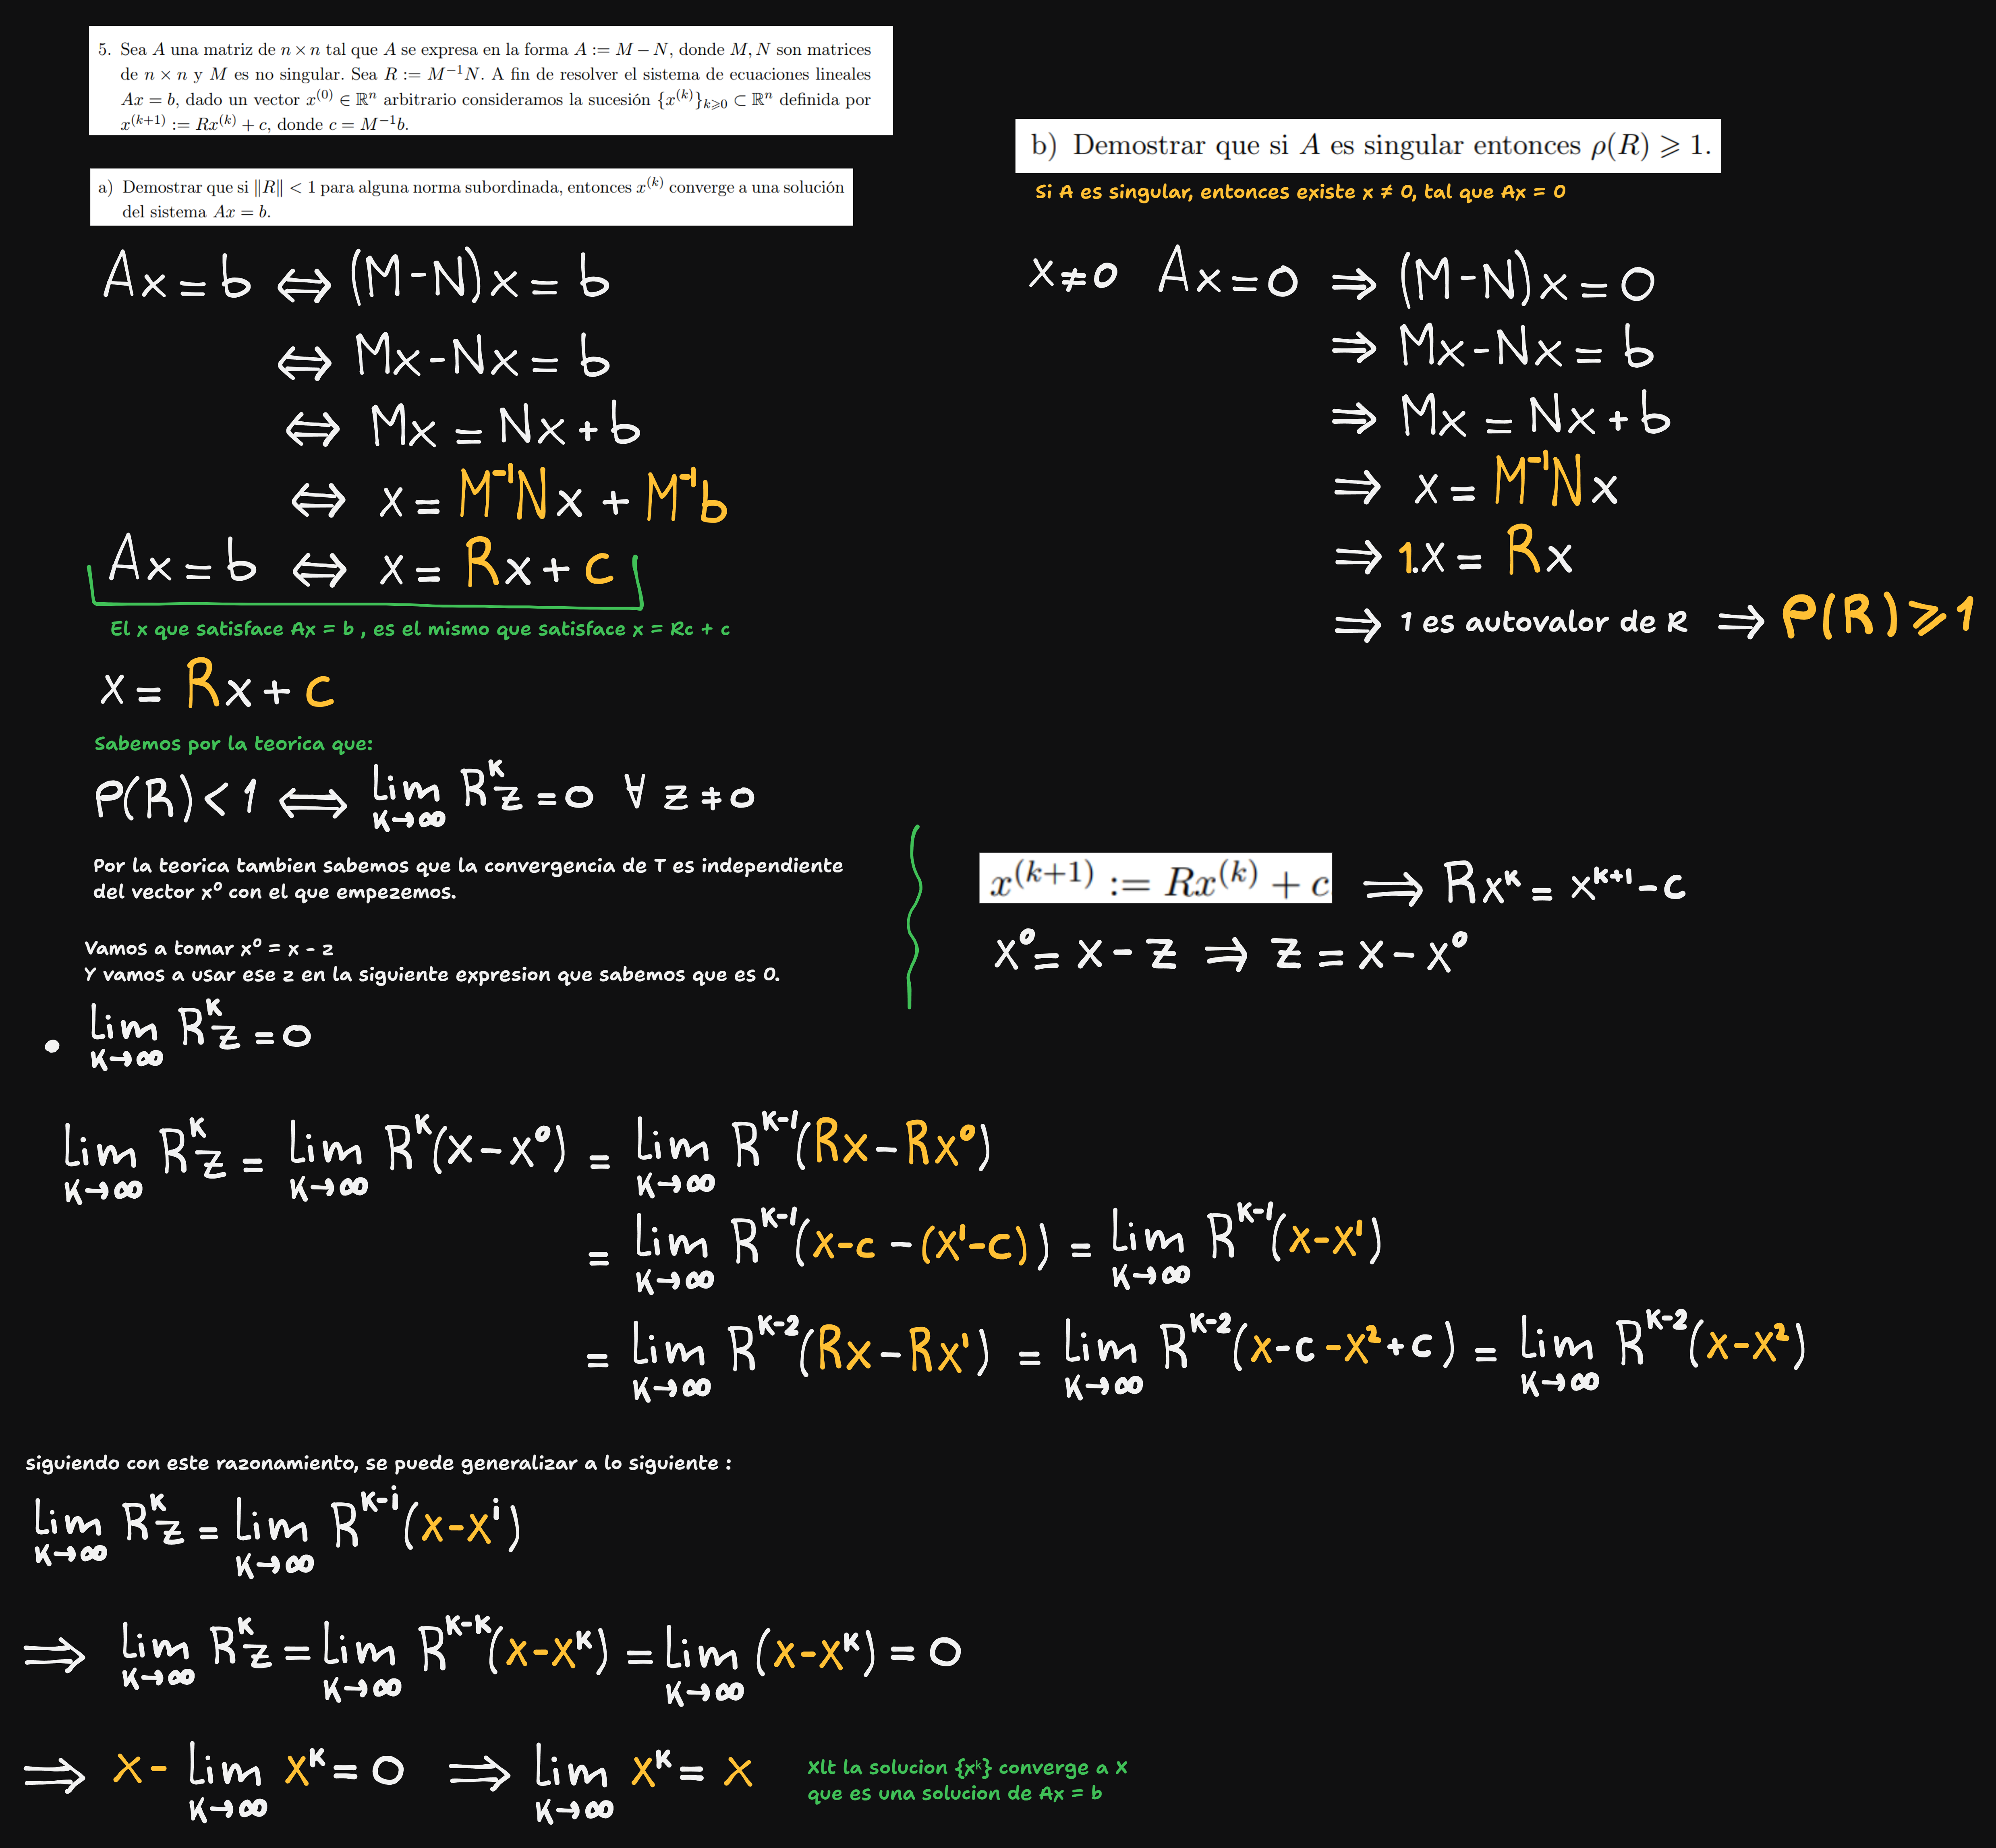 5. Sea A una matriz de n × n tal que A se expresa en la forma A := M − N, donde M, N son matrices
de n × n y M es no singular. Sea R := M⁻¹N. A fin de resolver el sistema de ecuaciones lineales
Ax = b, dado un vector x⁽⁰⁾ ∈ ℝⁿ arbitrario consideramos la sucesión {x⁽ᵏ⁾}ₖ⩾₀ ⊂ ℝⁿ definida por
x⁽ᵏ⁺¹⁾ := Rx⁽ᵏ⁾ + c, donde c = M⁻¹b.
a) Demostrar que si ‖R‖ < 1 para alguna norma subordinada, entonces x⁽ᵏ⁾ converge a una solución
del sistema Ax = b.
Ax = b ⟺ (M-N)x = b
⟺ Mx-Nx = b
⟺ Mx = Nx + b
⟺ x = M⁻¹Nx + M⁻¹b
Ax = b ⟺ x = Rx + c
El x que satisface Ax = b , es el mismo que satisface x = Rc + c
x = Rx + c
Sabemos por la teorica que:
ρ(R) < 1 ⟺ Lim K→∞ Rᴷz = 0 ∀ z ≠ 0
Por la teorica tambien sabemos que la convergencia de T es independiente
del vector x⁰ con el que empezemos.
Vamos a tomar x⁰ = x - z
Y vamos a usar ese z en la siguiente expresion que sabemos que es 0.
• Lim K→∞ Rᴷz = 0
b) Demostrar que si A es singular entonces ρ(R) ⩾ 1.
Si A es singular, entonces existe x ≠ 0, tal que Ax = 0
x≠0 Ax = 0 ⇒ (M-N)x = 0
⇒ Mx-Nx = b
⇒ Mx = Nx + b
⇒ x = M⁻¹Nx
⇒ 1.x = Rx
⇒ 1 es autovalor de R ⇒ ρ(R) ⩾ 1
x⁽ᵏ⁺¹⁾ := Rx⁽ᵏ⁾ + c ⟹ Rxᴷ = xᴷ⁺¹ - c
x⁰ = x - z ⇒ z = x - x⁰
Lim K→∞ Rᴷz = Lim K→∞ Rᴷ(x-x⁰) = Lim K→∞ Rᴷ⁻¹(Rx-Rx⁰)
= Lim K→∞ Rᴷ⁻¹(x-c-(x¹-c)) = Lim K→∞ Rᴷ⁻¹(x-x¹)
= Lim K→∞ Rᴷ⁻²(Rx-Rx¹) = Lim K→∞ Rᴷ⁻²(x-c-x²+c) = Lim K→∞ Rᴷ⁻²(x-x²)
siguiendo con este razonamiento, se puede generalizar a lo siguiente :
Lim K→∞ Rᴷz = Lim K→∞ Rᴷ⁻ⁱ(x-xⁱ)
⟹ Lim K→∞ Rᴷz = Lim K→∞ Rᴷ⁻ᴷ(x-xᴷ) = Lim K→∞ (x-xᴷ) = 0
⟹ x- Lim K→∞ xᴷ = 0 ⟹ Lim K→∞ xᴷ = x
Xlt la solucion {xᵏ} converge a X
que es una solucion de Ax = b